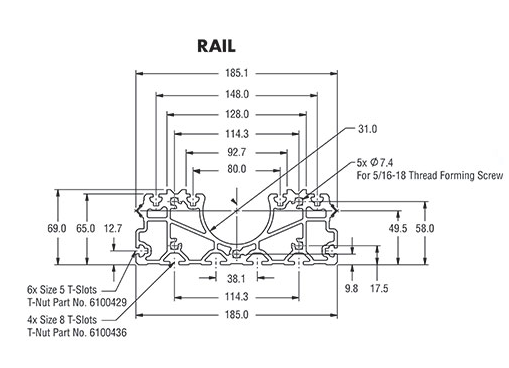 RAIL
185.1
148.0
128.0
114.3
92.7
80.0
31.0
5x Ø 7.4
For 5/16-18 Thread Forming Screw
69.0
65.0
12.7
49.5
58.0
6x Size 5 T-Slots
T-Nut Part No. 6100429
4x Size 8 T-Slots
T-Nut Part No. 6100436
38.1
114.3
185.0
9.8
17.5